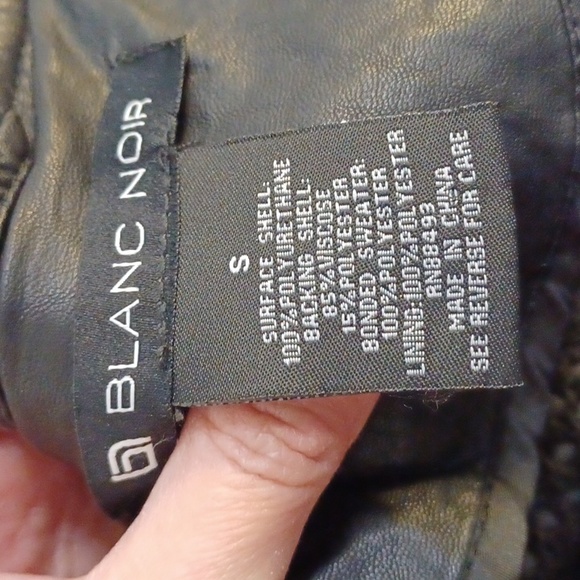 BLANC NOIR
S
SURFACE SHELL:
100% POLYURETHANE
BACKING SHELL:
85% VISCOSE
15% POLYESTER
BONDED SWEATER:
100% POLYESTER
LINING 100% POLYESTER
RN88493
MADE IN CHINA
SEE REVERSE FOR CARE